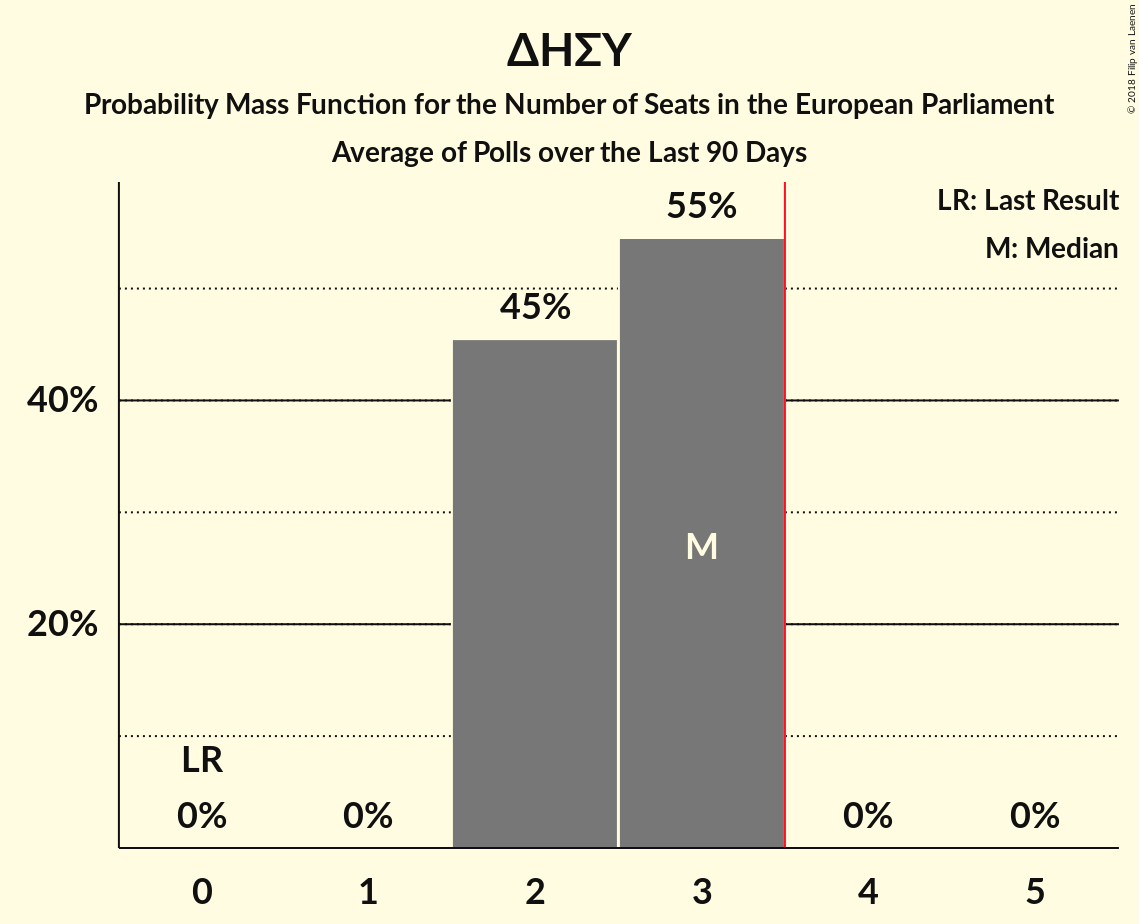 ΔΗΣΥ
Probability Mass Function for the Number of Seats in the European Parliament
Average of Polls over the Last 90 Days
© 2018 Filip van Laenen
LR: Last Result
M: Median
55%
45%
40%
M
20%
LR
0% 0% 0% 0%
0 1 2 3 4 5